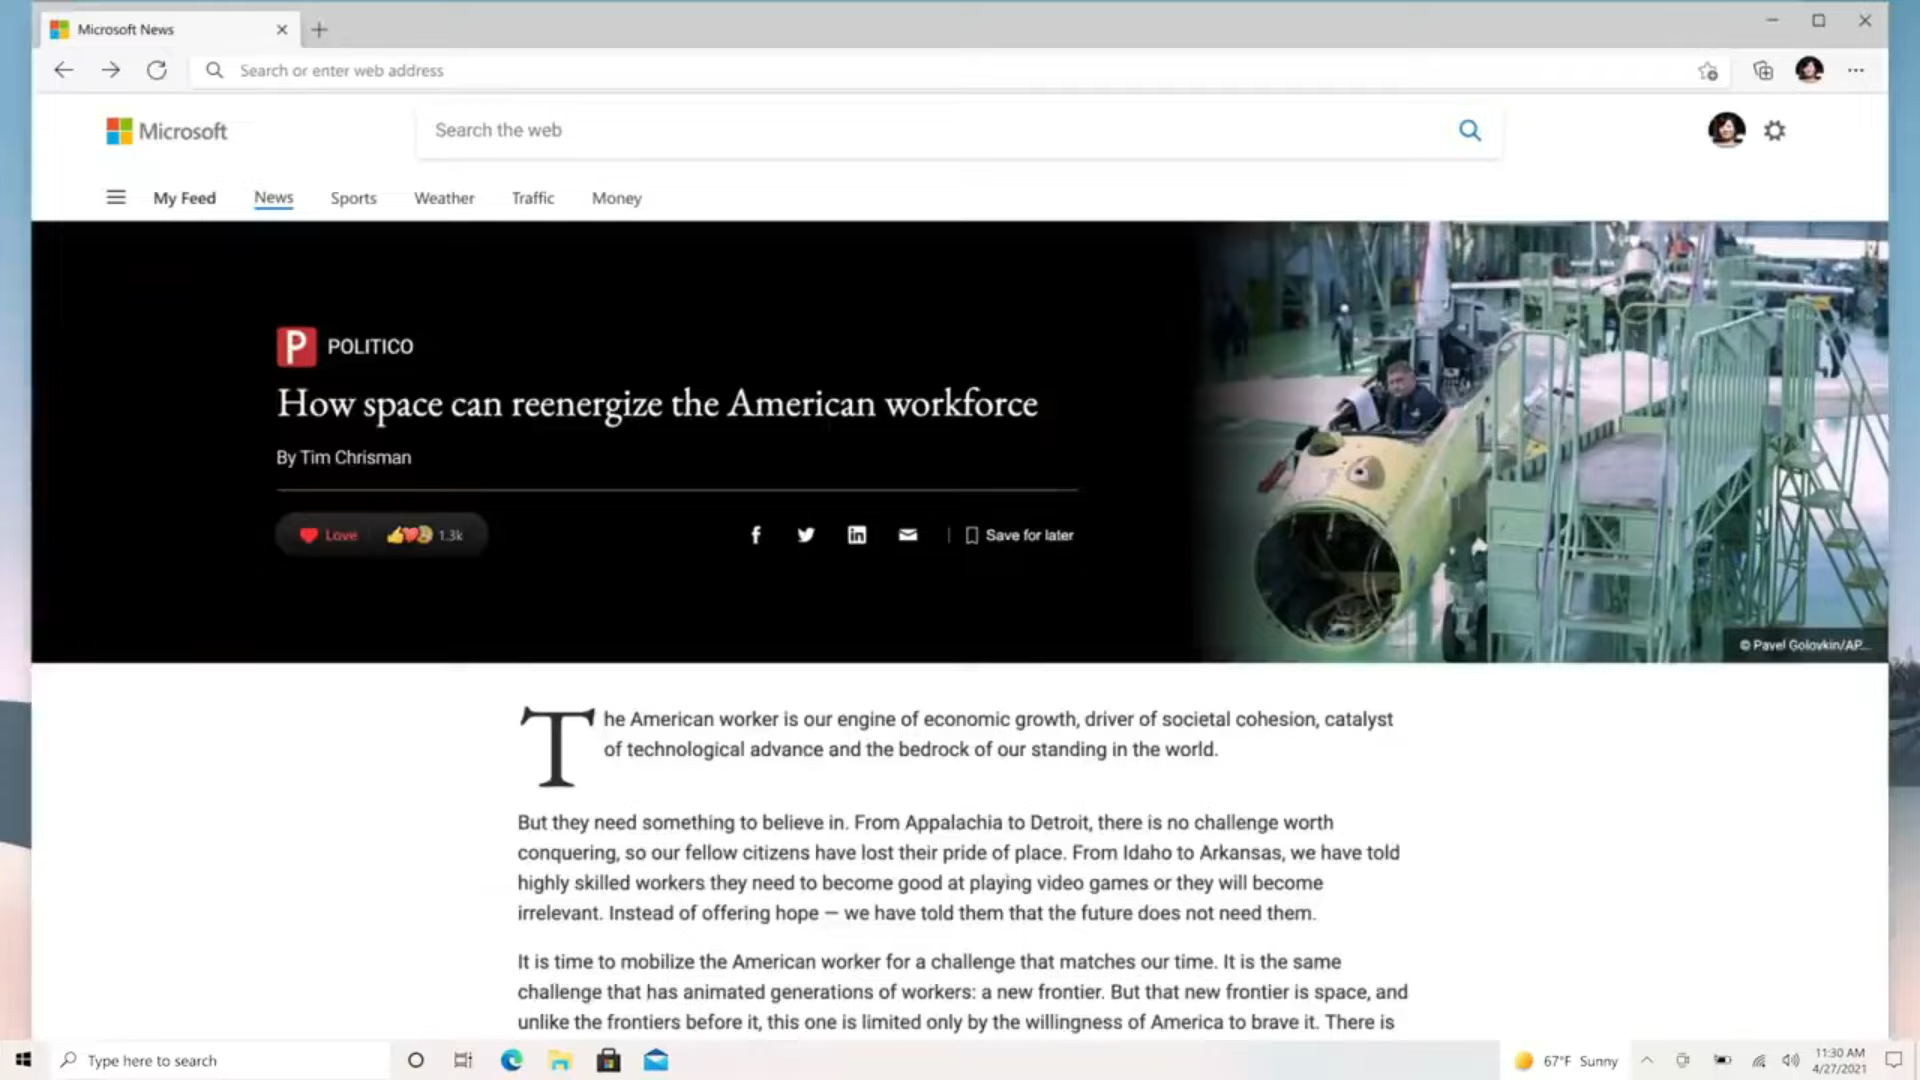 Microsoft News
Search or enter web address
Microsoft
Search the web
My Feed News Sports Weather Traffic Money
P POLITICO
How space can reenergize the American workforce
By Tim Chrisman
Love 1.3k Save for later
© Pavel Golovkin/AP...
The American worker is our engine of economic growth, driver of societal cohesion, catalyst
of technological advance and the bedrock of our standing in the world.
But they need something to believe in. From Appalachia to Detroit, there is no challenge worth
conquering, so our fellow citizens have lost their pride of place. From Idaho to Arkansas, we have told
highly skilled workers they need to become good at playing video games or they will become
irrelevant. Instead of offering hope — we have told them that the future does not need them.
It is time to mobilize the American worker for a challenge that matches our time. It is the same
challenge that has animated generations of workers: a new frontier. But that new frontier is space, and
unlike the frontiers before it, this one is limited only by the willingness of America to brave it. There is
Type here to search 67°F Sunny 11:30 AM
4/27/2021